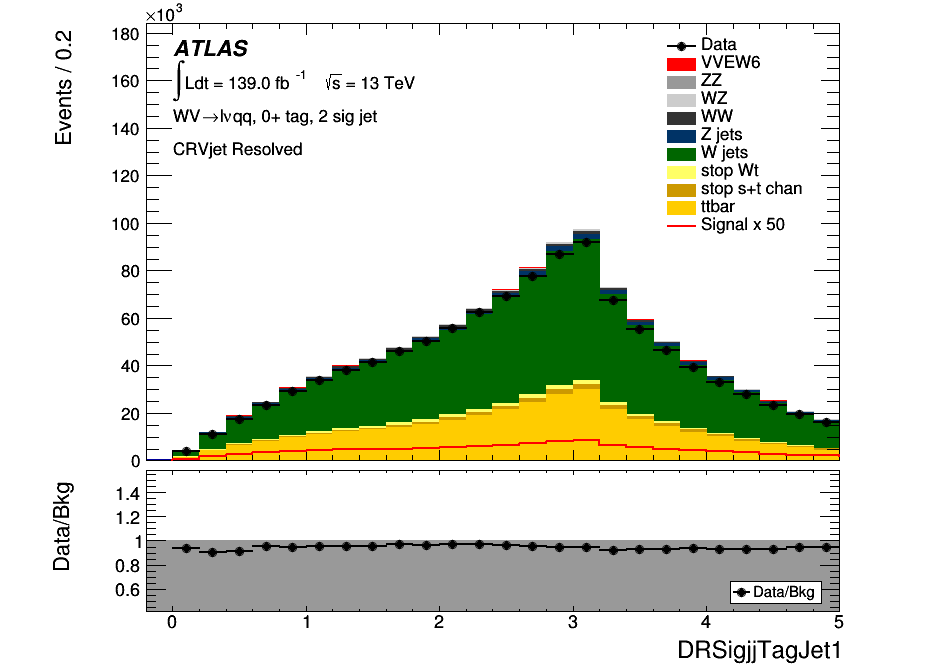 ×10³
Events / 0.2
180
160
140
120
100
80
60
40
20
0
ATLAS
∫Ldt = 139.0 fb⁻¹ √s = 13 TeV
WV→lνqq, 0+ tag, 2 sig jet
CRVjet Resolved
Data
VVEW6
ZZ
WZ
WW
Z jets
W jets
stop Wt
stop s+t chan
ttbar
Signal x 50
Data/Bkg
1.4
1.2
1
0.8
0.6
Data/Bkg
0 1 2 3 4 5
DRSigjjTagJet1